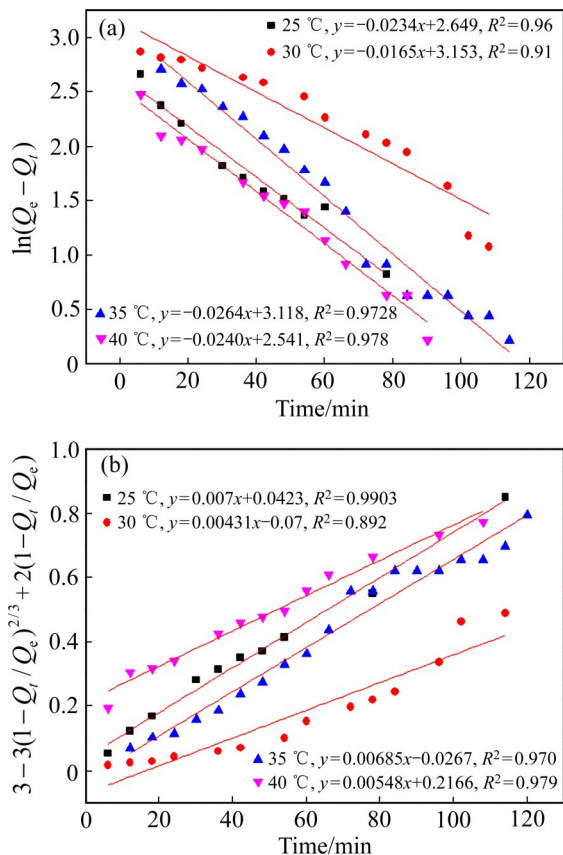 (a)
25 ℃, y=−0.0234x+2.649, R²=0.96
30 ℃, y=−0.0165x+3.153, R²=0.91
3.0
2.5
2.0
1.5
1.0
0.5
0
ln(Qₑ−Qₜ)
35 ℃, y=−0.0264x+3.118, R²=0.9728
40 ℃, y=−0.0240x+2.541, R²=0.978
0 20 40 60 80 100 120 140
Time/min
(b)
25 ℃, y=0.007x+0.0423, R²=0.9903
30 ℃, y=0.00431x−0.07, R²=0.892
1.0
0.8
0.6
0.4
0.2
0
3−3(1−Qₜ/Qₑ)²ᐟ³+2(1−Qₜ/Qₑ)
35 ℃, y=0.00685x−0.0267, R²=0.970
40 ℃, y=0.00548x+0.2166, R²=0.979
0 20 40 60 80 100 120
Time/min